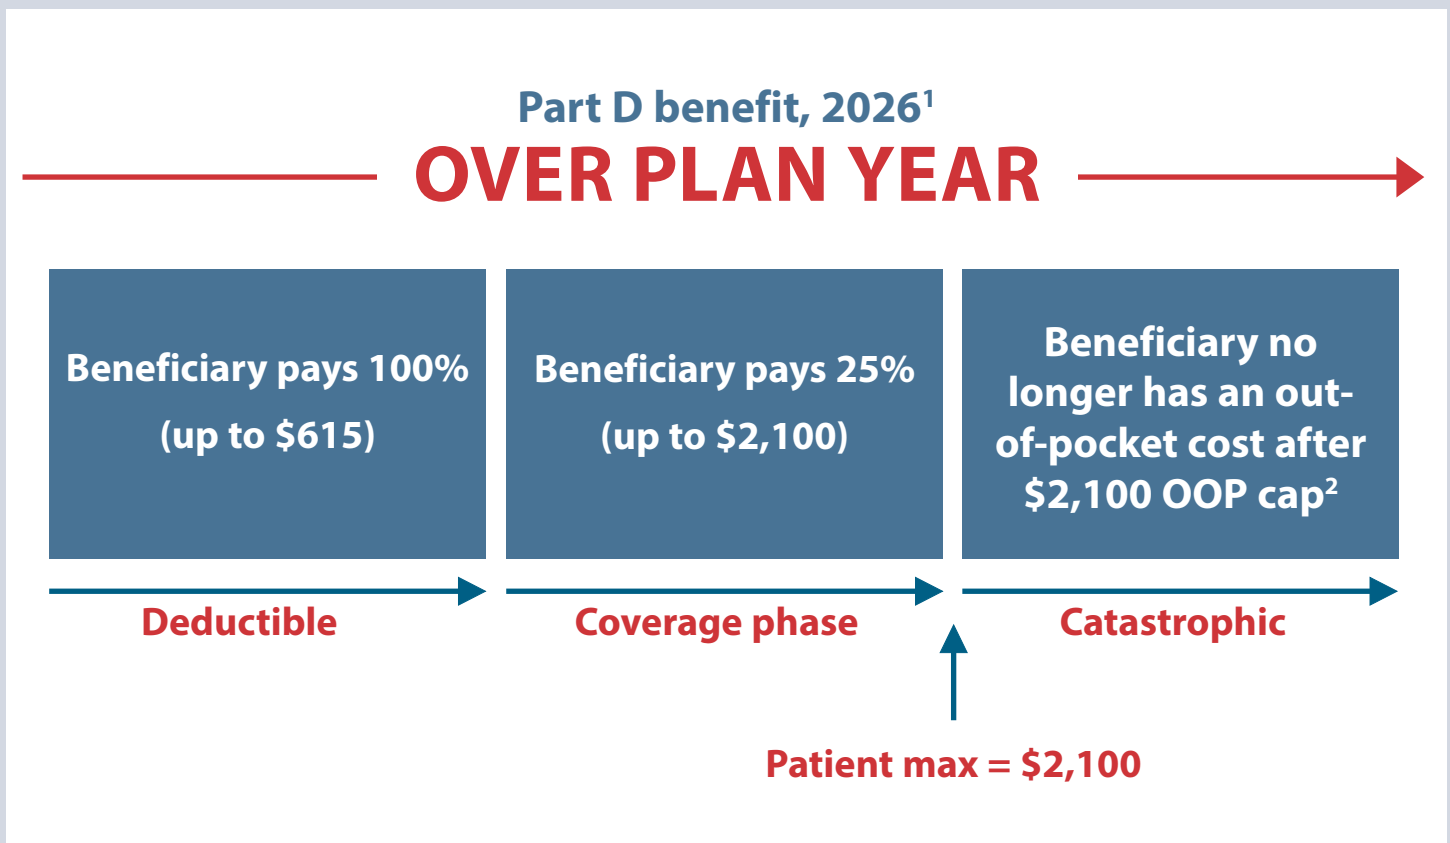 Part D benefit, 2026¹
OVER PLAN YEAR
Beneficiary pays 100%
(up to $615)
Beneficiary pays 25%
(up to $2,100)
Beneficiary no
longer has an out-
of-pocket cost after
$2,100 OOP cap²
Deductible
Coverage phase
Catastrophic
Patient max = $2,100